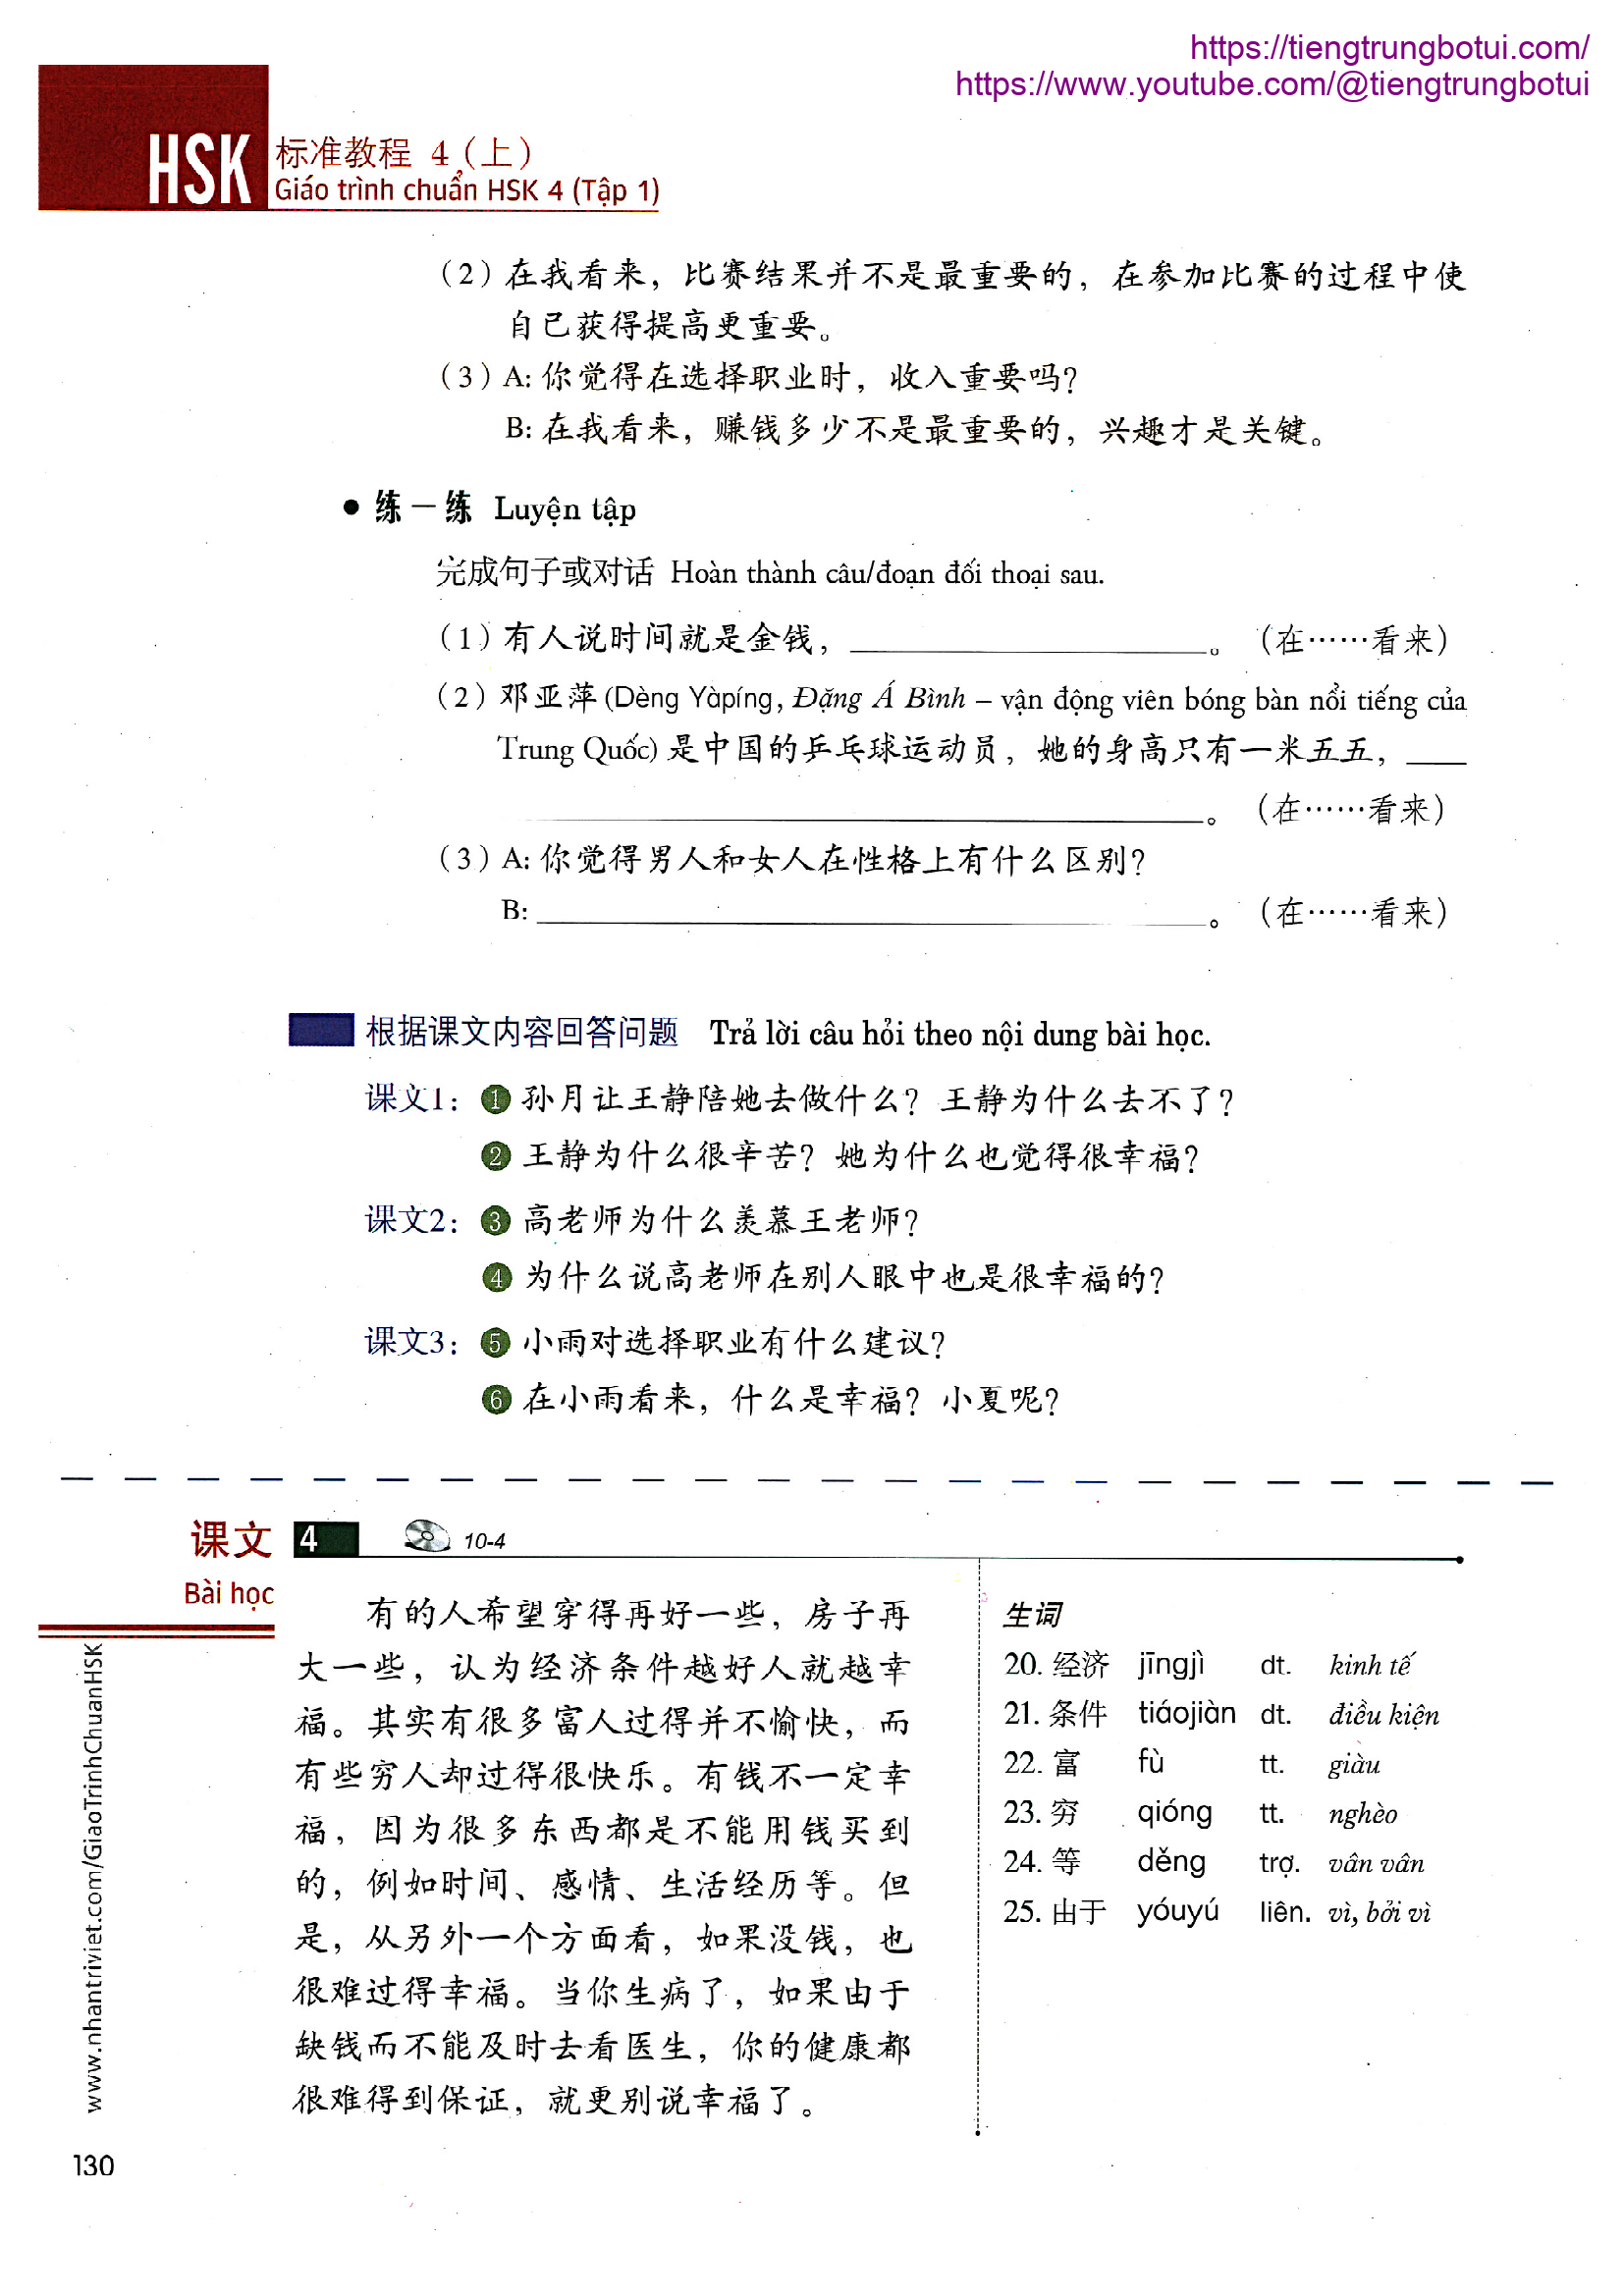 https://tiengtrungbotui.com/
https://www.youtube.com/@tiengtrungbotui
HSK 标准教程 4（上）
Giáo trình chuẩn HSK 4 (Tập 1)
（2）在我看来，比赛结果并不是最重要的，在参加比赛的过程中使
自己获得提高更重要。
（3）A: 你觉得在选择职业时，收入重要吗？
B: 在我看来，赚钱多少不是最重要的，兴趣才是关键。
● 练一练 Luyện tập
完成句子或对话 Hoàn thành câu/đoạn đối thoại sau.
（1）有人说时间就是金钱，____________________。（在……看来）
（2）邓亚萍 (Dèng Yàpíng, Đặng Á Bình – vận động viên bóng bàn nổi tiếng của
Trung Quốc) 是中国的乒乓球运动员，她的身高只有一米五五，____
____________________。（在……看来）
（3）A: 你觉得男人和女人在性格上有什么区别？
B: ____________________。（在……看来）
根据课文内容回答问题 Trả lời câu hỏi theo nội dung bài học.
课文1：❶ 孙月让王静陪她去做什么？王静为什么去不了？
❷ 王静为什么很辛苦？她为什么也觉得很幸福？
课文2：❸ 高老师为什么羡慕王老师？
❹ 为什么说高老师在别人眼中也是很幸福的？
课文3：❺ 小雨对选择职业有什么建议？
❻ 在小雨看来，什么是幸福？小夏呢？
课文 4 10-4
Bài học
有的人希望穿得再好一些，房子再
大一些，认为经济条件越好人就越幸
福。其实有很多富人过得并不愉快，而
有些穷人却过得很快乐。有钱不一定幸
福，因为很多东西都是不能用钱买到
的，例如时间、感情、生活经历等。但
是，从另外一个方面看，如果没钱，也
很难过得幸福。当你生病了，如果由于
缺钱而不能及时去看医生，你的健康都
很难得到保证，就更别说幸福了。
生词
20. 经济 jīngjì dt. kinh tế
21. 条件 tiáojiàn dt. điều kiện
22. 富 fù tt. giàu
23. 穷 qióng tt. nghèo
24. 等 děng trợ. vân vân
25. 由于 yóuyú liên. vì, bởi vì
www.nhantriviet.com/GiaoTrinhChuanHSK
130